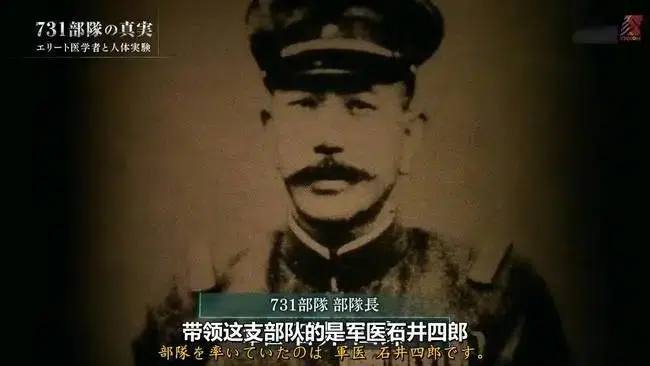 731部隊の真実
エリート医学者と人体実験
731部隊 部隊長
带领这支部队的是军医石井四郎
部隊を率いていたのは 軍医 石井四郎です。